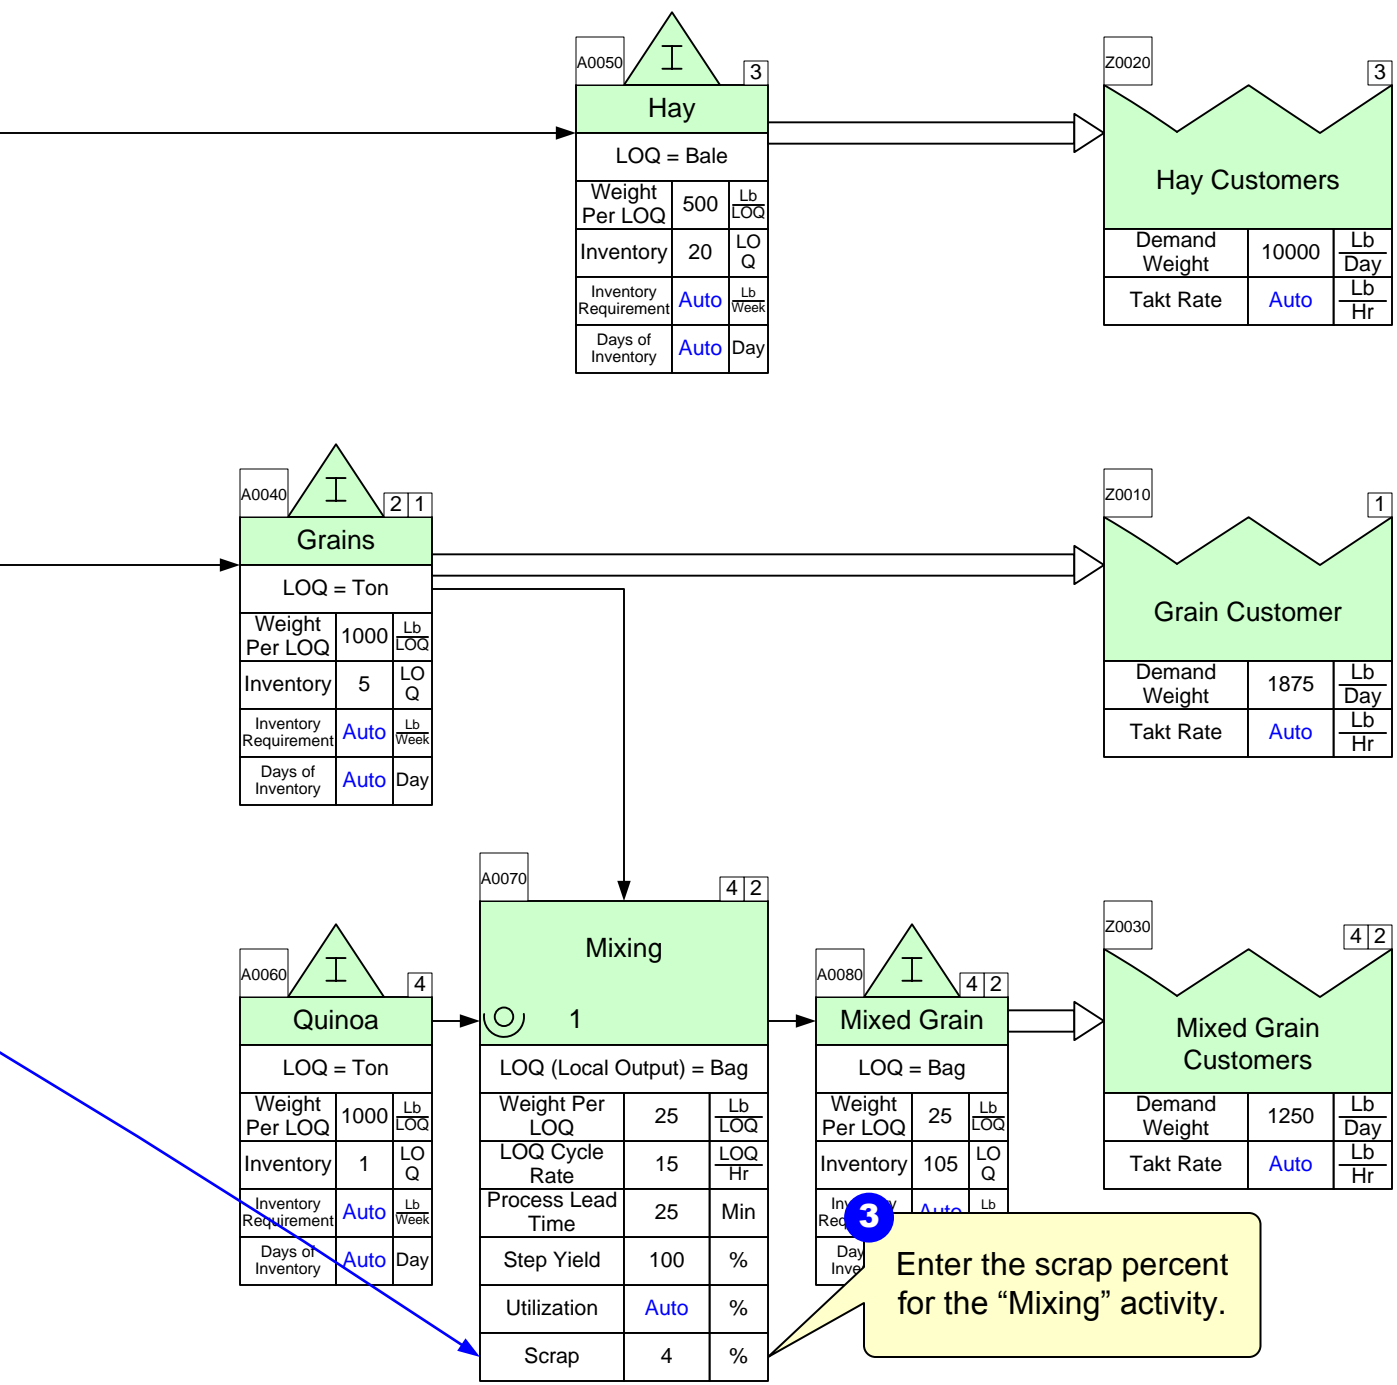 A0050
I
3
Hay
LOQ = Bale
Weight
Per LOQ
500
Lb
LOQ
Inventory
20
LO
Q
Inventory
Requirement
Auto
Lb
Week
Days of
Inventory
Auto
Day
Z0020
3
Hay Customers
Demand
Weight
10000
Lb
Day
Takt Rate
Auto
Lb
Hr
A0040
I
2 1
Grains
LOQ = Ton
Weight
Per LOQ
1000
Lb
LOQ
Inventory
5
LO
Q
Inventory
Requirement
Auto
Lb
Week
Days of
Inventory
Auto
Day
Z0010
1
Grain Customer
Demand
Weight
1875
Lb
Day
Takt Rate
Auto
Lb
Hr
A0060
I
4
Quinoa
LOQ = Ton
Weight
Per LOQ
1000
Lb
LOQ
Inventory
1
LO
Q
Inventory
Requirement
Auto
Lb
Week
Days of
Inventory
Auto
Day
A0070
4 2
Mixing
1
LOQ (Local Output) = Bag
Weight Per
LOQ
25
Lb
LOQ
LOQ Cycle
Rate
15
LOQ
Hr
Process Lead
Time
25
Min
Step Yield
100
%
Utilization
Auto
%
Scrap
4
%
A0080
I
4 2
Mixed Grain
LOQ = Bag
Weight
Per LOQ
25
Lb
LOQ
Inventory
105
LO
Q
Auto
Lb
3
Enter the scrap percent
for the “Mixing” activity.
Z0030
4 2
Mixed Grain
Customers
Demand
Weight
1250
Lb
Day
Takt Rate
Auto
Lb
Hr